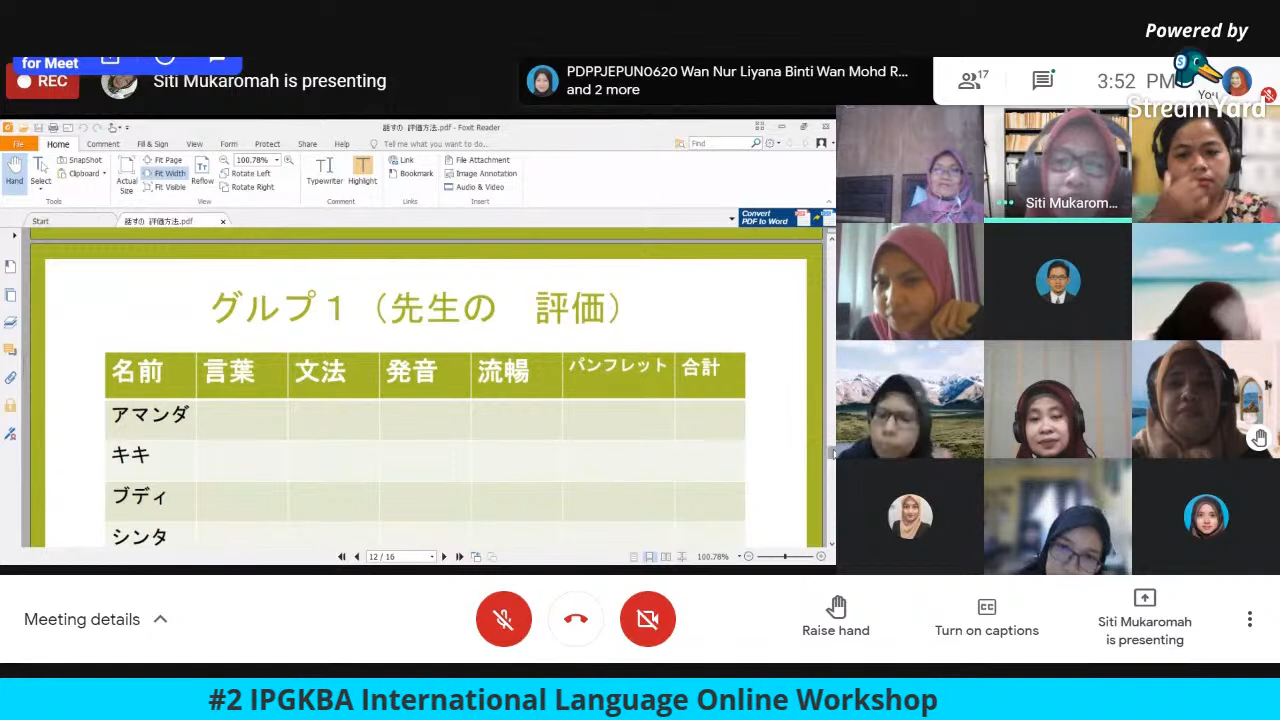 Powered by
StreamYard
for Meet
REC
Siti Mukaromah is presenting
PDPPJEPUN0620 Wan Nur Liyana Binti Wan Mohd R...
and 2 more
17
3:52 PM
You
話すの 評価方法.pdf - Foxit Reader
File Home Comment Fill & Sign View Form Protect Share Help Tell me what you want to do... Find
Hand
Select
SnapShot
Clipboard
Tools
Actual Size
Fit Page
Fit Width
Fit Visible
Reflow
100.78%
Rotate Left
Rotate Right
View
Typewriter
Highlight
Comment
Link
Bookmark
Links
File Attachment
Image Annotation
Audio & Video
Insert
Start
話すの 評価方法.pdf
Convert
PDF to Word
グルプ１（先生の　評価）
名前 言葉 文法 発音 流暢 パンフレット 合計
アマンダ
キキ
ブディ
シンタ
12 / 16
100.78%
Siti Mukarom...
Meeting details
Raise hand
Turn on captions
Siti Mukaromah
is presenting
#2 IPGKBA International Language Online Workshop